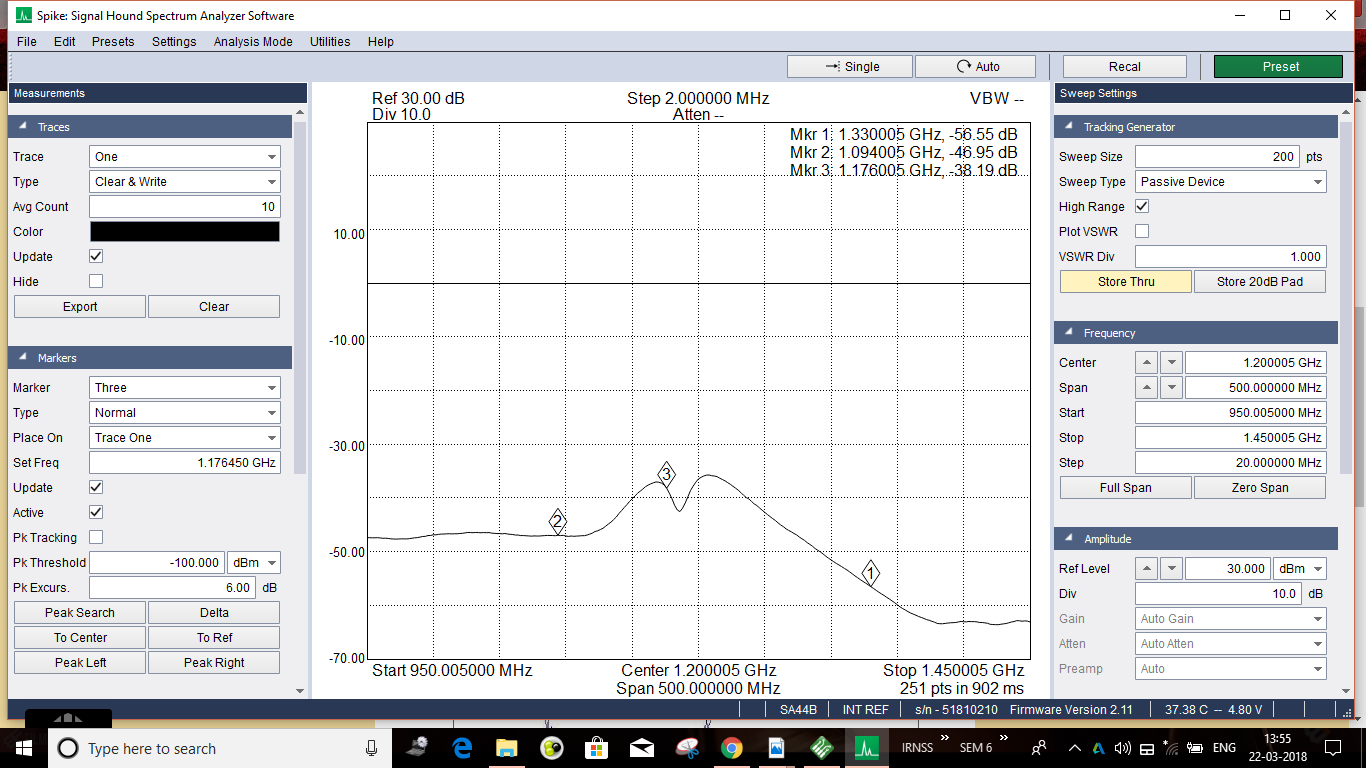 Spike: Signal Hound Spectrum Analyzer Software
File Edit Presets Settings Analysis Mode Utilities Help
Single Auto Recal Preset
Measurements
Traces
Trace One
Type Clear & Write
Avg Count 10
Color
Update
Hide
Export Clear
Markers
Marker Three
Type Normal
Place On Trace One
Set Freq 1.176450 GHz
Update
Active
Pk Tracking
Pk Threshold -100.000 dBm
Pk Excurs. 6.00 dB
Peak Search Delta
To Center To Ref
Peak Left Peak Right
Ref 30.00 dB Step 2.000000 MHz VBW --
Div 10.0 Atten --
Mkr 1: 1.330005 GHz, -56.55 dB
Mkr 2: 1.094005 GHz, -46.95 dB
Mkr 3: 1.176005 GHz, -38.19 dB
10.00
-10.00
-30.00
3
2
-50.00
1
-70.00
Start 950.005000 MHz Center 1.200005 GHz Stop 1.450005 GHz
Span 500.000000 MHz 251 pts in 902 ms
Sweep Settings
Tracking Generator
Sweep Size 200 pts
Sweep Type Passive Device
High Range
Plot VSWR
VSWR Div 1.000
Store Thru Store 20dB Pad
Frequency
Center 1.200005 GHz
Span 500.000000 MHz
Start 950.005000 MHz
Stop 1.450005 GHz
Step 20.000000 MHz
Full Span Zero Span
Amplitude
Ref Level 30.000 dBm
Div 10.0 dB
Gain Auto Gain
Atten Auto Atten
Preamp Auto
SA44B INT REF s/n - 51810210 Firmware Version 2.11 37.38 C -- 4.80 V
Type here to search IRNSS » SEM 6 » ENG 13:55
22-03-2018